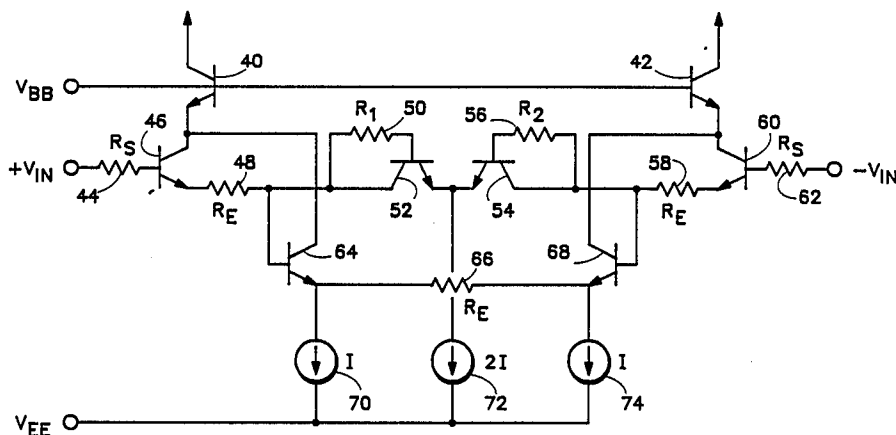 40
42
V_BB
R_1
50
56
R_2
46
R_S
60
R_S
+V_IN
44
48
R_E
52
54
58
R_E
62
-V_IN
64
66
68
R_E
I
70
2I
72
I
74
V_EE